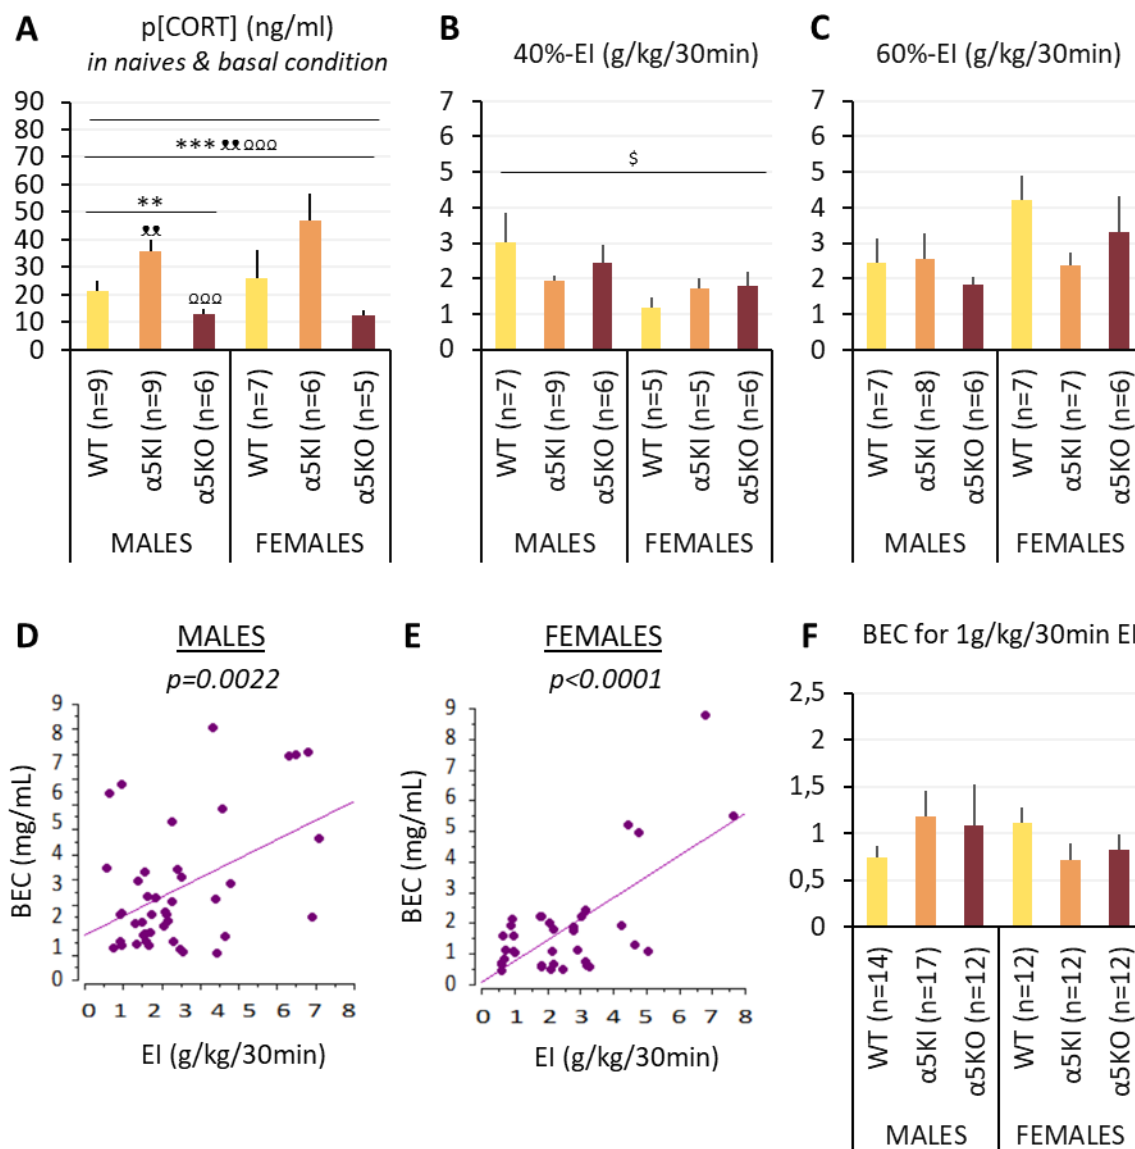 A
p[CORT] (ng/ml)
in naives & basal condition
90
80
70
60
50
40
30
20
10
0
***ᴥᴥΩΩΩ
**
ᴥᴥ
ΩΩΩ
WT (n=9)
α5KI (n=9)
α5KO (n=6)
WT (n=7)
α5KI (n=6)
α5KO (n=5)
MALES
FEMALES
B
40%-EI (g/kg/30min)
7
6
5
4
3
2
1
0
$
WT (n=7)
α5KI (n=9)
α5KO (n=6)
WT (n=5)
α5KI (n=5)
α5KO (n=6)
MALES
FEMALES
C
60%-EI (g/kg/30min)
7
6
5
4
3
2
1
0
WT (n=7)
α5KI (n=8)
α5KO (n=6)
WT (n=7)
α5KI (n=7)
α5KO (n=6)
MALES
FEMALES
D
MALES
p=0.0022
BEC (mg/mL)
9
8
7
6
5
4
3
2
1
0
0 1 2 3 4 5 6 7 8
EI (g/kg/30min)
E
FEMALES
p<0.0001
BEC (mg/mL)
9
8
7
6
5
4
3
2
1
0
0 1 2 3 4 5 6 7 8
EI (g/kg/30min)
F
BEC for 1g/kg/30min EI
2,5
2
1,5
1
0,5
0
WT (n=14)
α5KI (n=17)
α5KO (n=12)
WT (n=12)
α5KI (n=12)
α5KO (n=12)
MALES
FEMALES